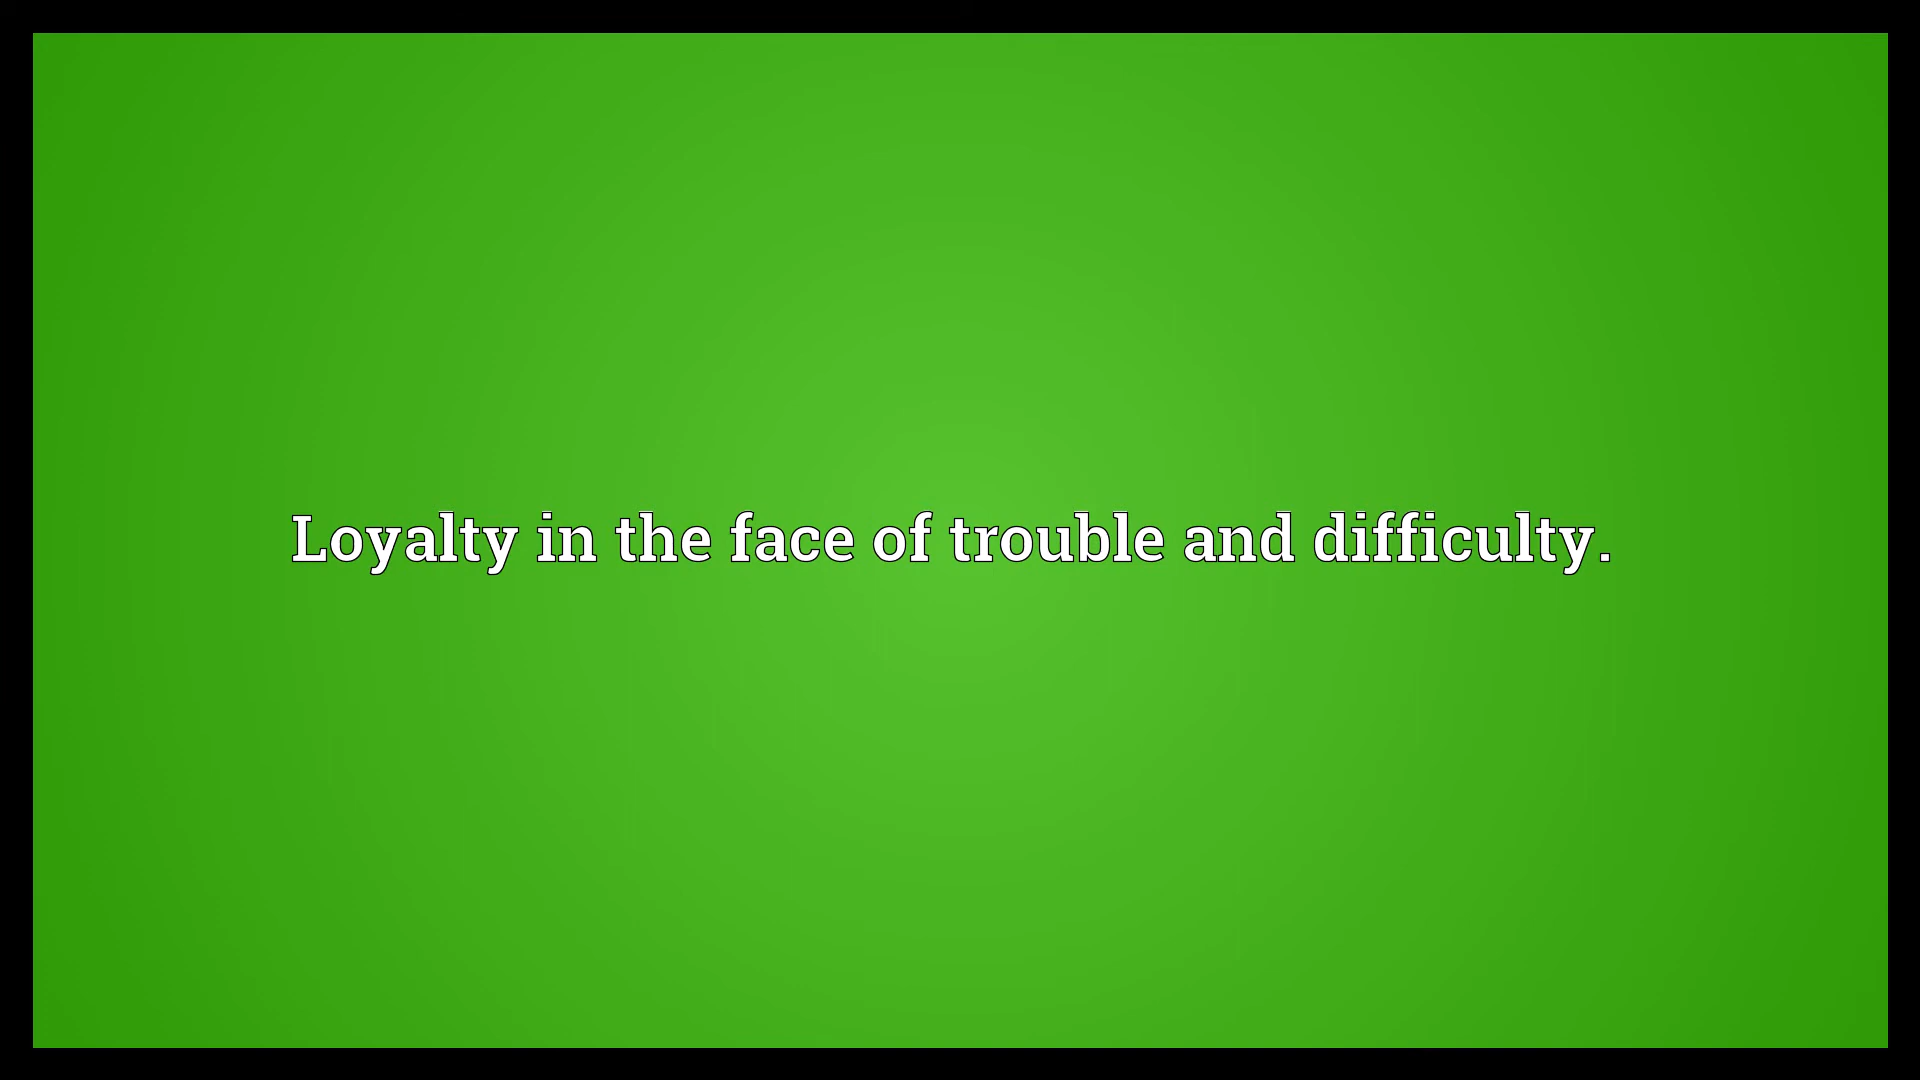 Loyalty in the face of trouble and difficulty.